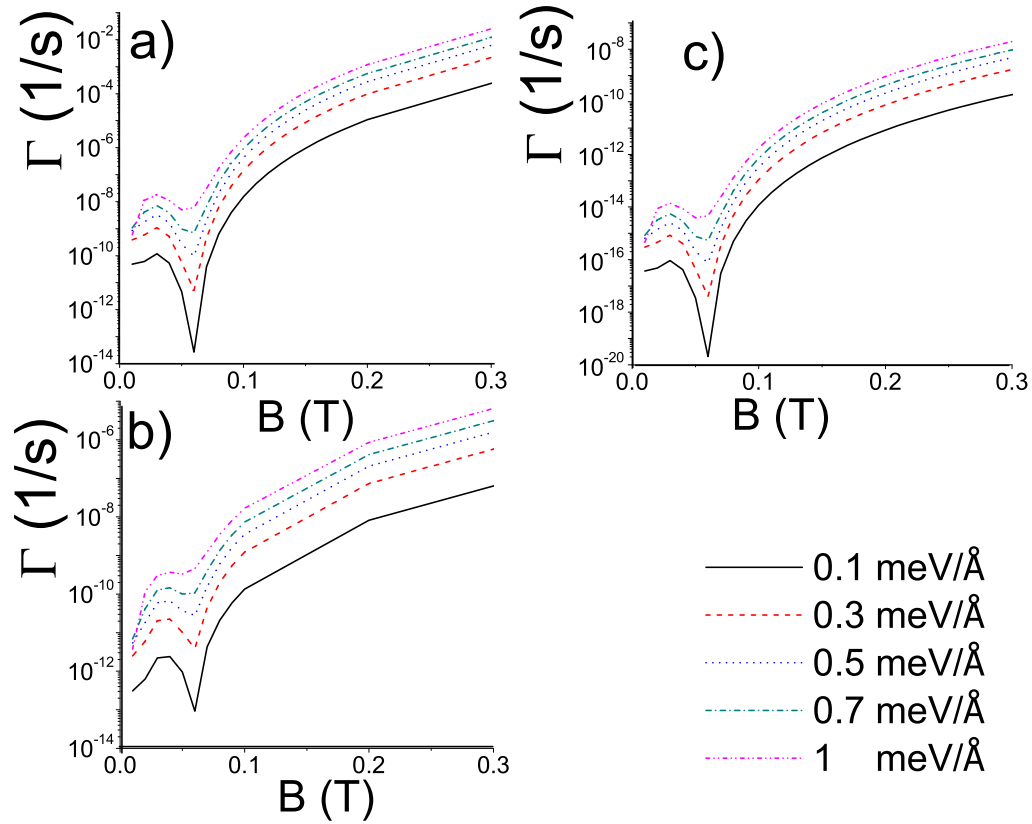 a)
Γ (1/s)
10-2
10-4
10-6
10-8
10-10
10-12
10-14
0.0 0.1 0.2 0.3
B (T)
c)
Γ (1/s)
10-8
10-10
10-12
10-14
10-16
10-18
10-20
0.0 0.1 0.2 0.3
B (T)
b)
Γ (1/s)
10-6
10-8
10-10
10-12
10-14
0.0 0.1 0.2 0.3
B (T)
0.1 meV/Å
0.3 meV/Å
0.5 meV/Å
0.7 meV/Å
1 meV/Å